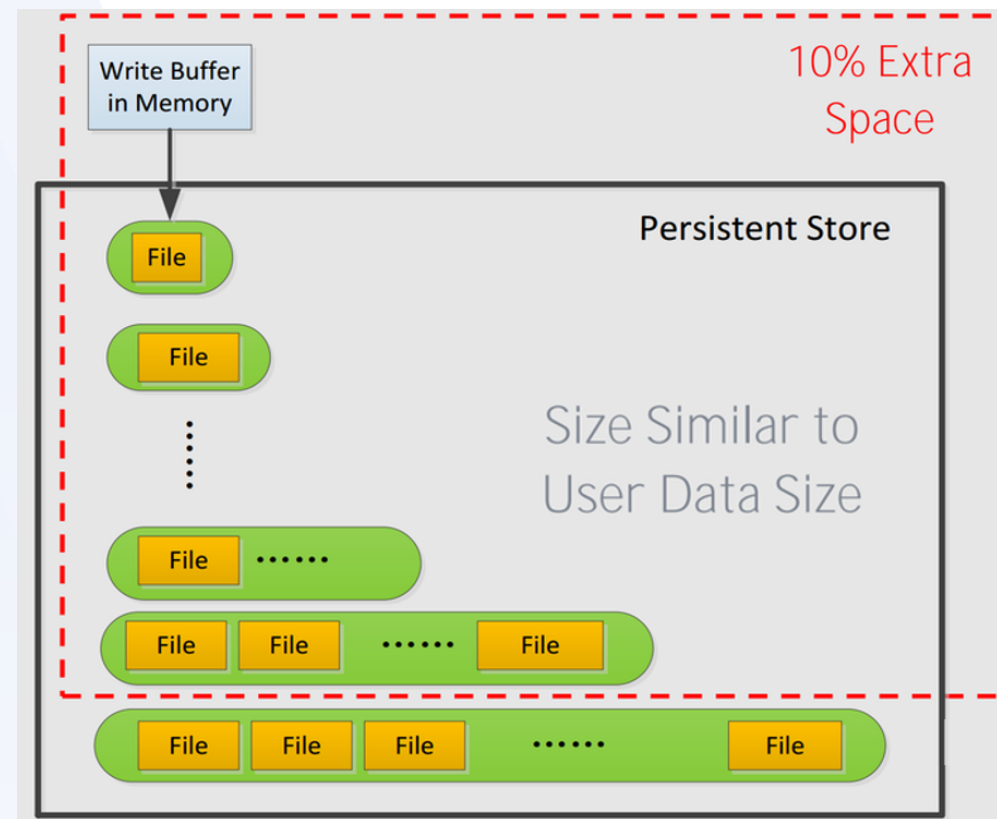 Write Buffer
in Memory
10% Extra
Space
Persistent Store
File
File
Size Similar to
User Data Size
File ......
File File ...... File
File File File ...... File